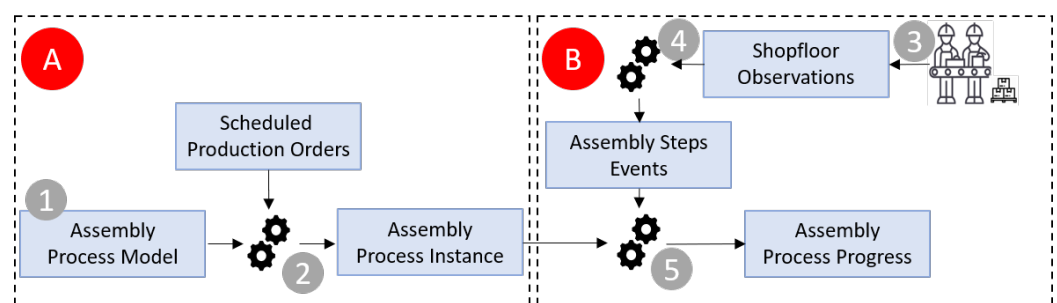 A
B
4
Shopfloor
Observations
3
Scheduled
Production Orders
Assembly Steps
Events
1
Assembly
Process Model
2
Assembly
Process Instance
5
Assembly
Process Progress